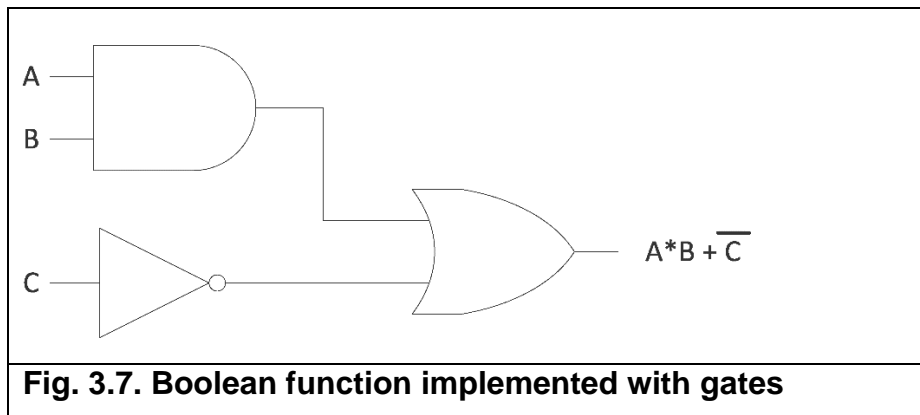 A
B
C
A*B + C̅
Fig. 3.7. Boolean function implemented with gates